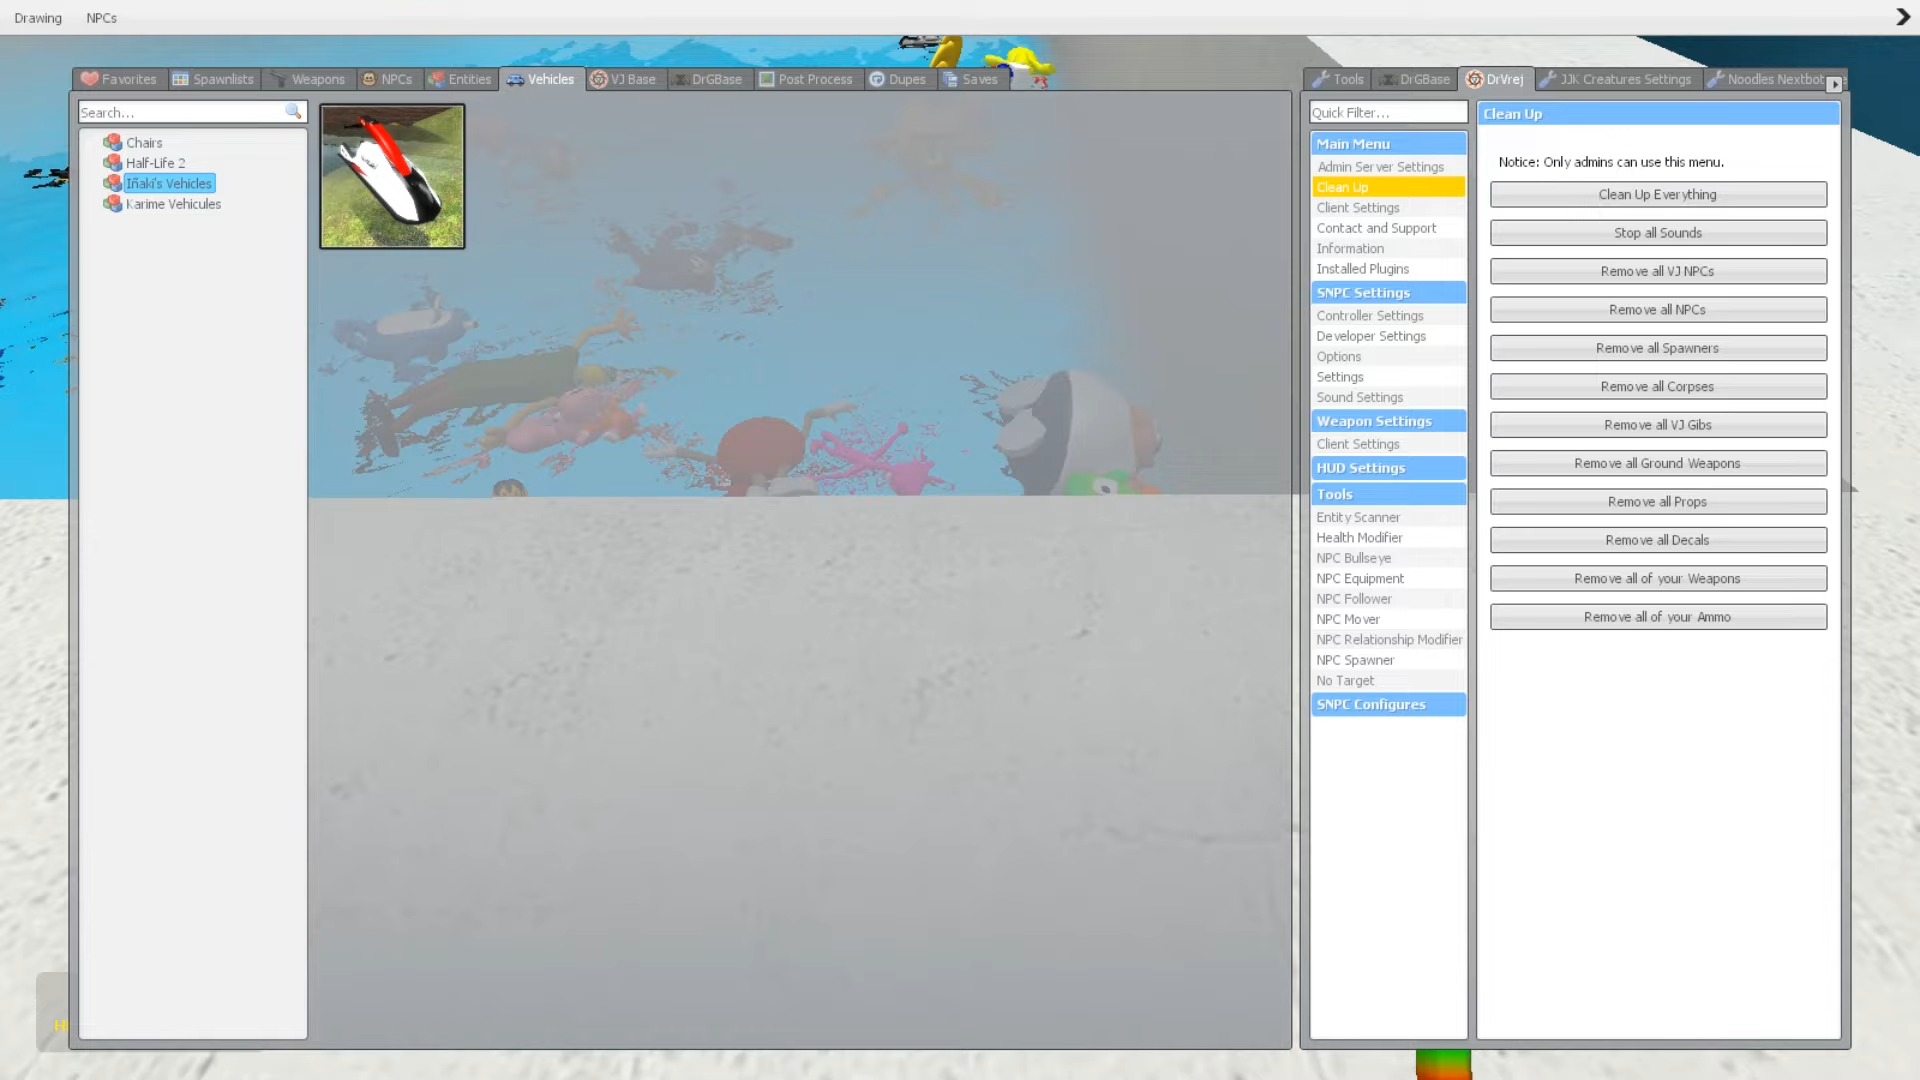 Drawing NPCs
Favorites Spawnlists Weapons NPCs Entities Vehicles VJ Base DrGBase Post Process Dupes Saves
Search...
Chairs
Half-Life 2
Iñaki's Vehicles
Karime Vehicules
Tools DrGBase DrVrej JJK Creatures Settings Noodles Nextbot
Quick Filter...
Main Menu
Admin Server Settings
Clean Up
Client Settings
Contact and Support
Information
Installed Plugins
SNPC Settings
Controller Settings
Developer Settings
Options
Settings
Sound Settings
Weapon Settings
Client Settings
HUD Settings
Tools
Entity Scanner
Health Modifier
NPC Bullseye
NPC Equipment
NPC Follower
NPC Mover
NPC Relationship Modifier
NPC Spawner
No Target
SNPC Configures
Clean Up
Notice: Only admins can use this menu.
Clean Up Everything
Stop all Sounds
Remove all VJ NPCs
Remove all NPCs
Remove all Spawners
Remove all Corpses
Remove all VJ Gibs
Remove all Ground Weapons
Remove all Props
Remove all Decals
Remove all of your Weapons
Remove all of your Ammo